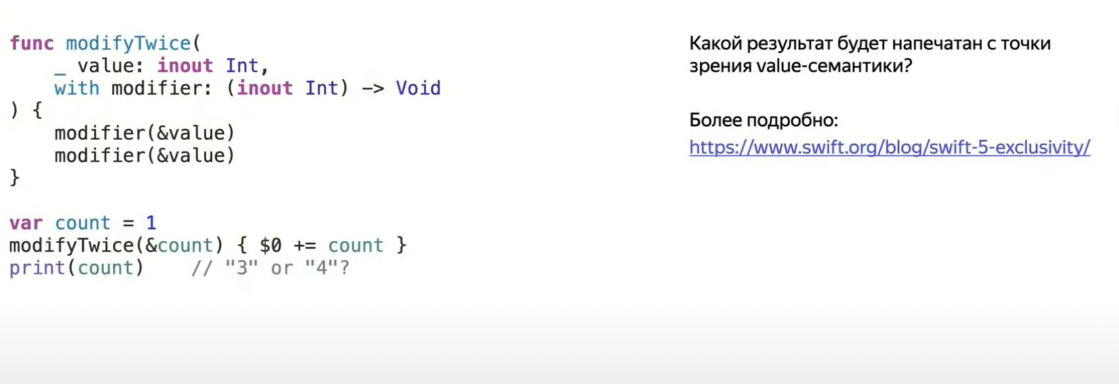 func modifyTwice(
    _ value: inout Int,
    with modifier: (inout Int) -> Void
) {
    modifier(&value)
    modifier(&value)
}
var count = 1
modifyTwice(&count) { $0 += count }
print(count)    // "3" or "4"?
Какой результат будет напечатан с точки
зрения value-семантики?
Более подробно:
https://www.swift.org/blog/swift-5-exclusivity/